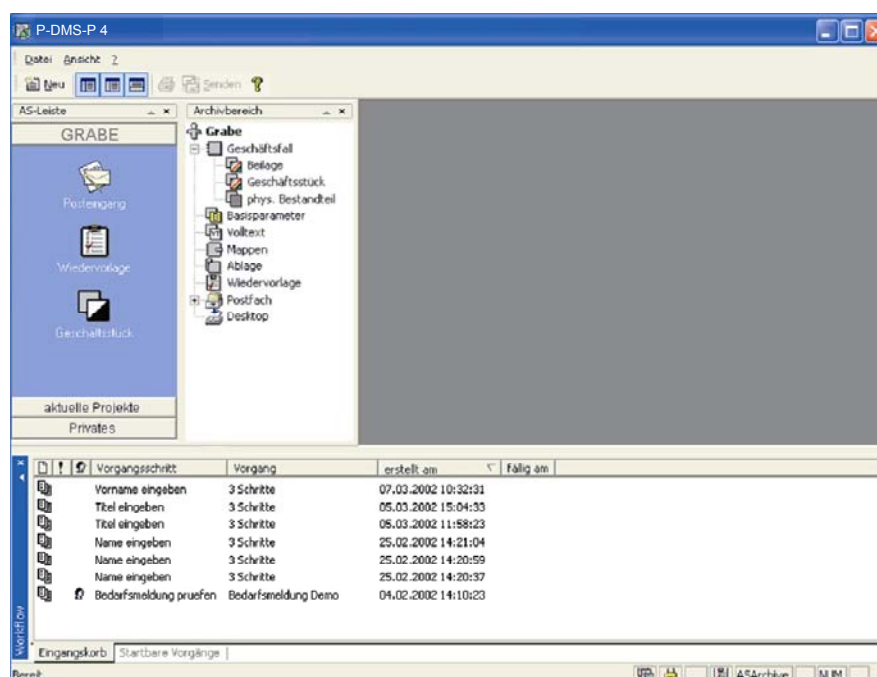 P-DMS-P 4
Datei Ansicht ?
Neu Senden
AS-Leiste
GRABE
Posteingang
Wiedervorlage
Geschäftsstück
aktuelle Projekte
Privates
Archivbereich
Grabe
Geschäftsfall
Beilage
Geschäftsstück
phys. Bestandteil
Basisparameter
Volltext
Mappen
Ablage
Wiedervorlage
Postfach
Desktop
! Vorgangsschritt Vorgang erstellt am Fällig am
Vorname eingeben 3 Schritte 07.03.2002 10:32:31
Titel eingeben 3 Schritte 05.03.2002 15:04:33
Titel eingeben 3 Schritte 05.03.2002 11:58:23
Name eingeben 3 Schritte 25.02.2002 14:21:04
Name eingeben 3 Schritte 25.02.2002 14:20:59
Name eingeben 3 Schritte 25.02.2002 14:20:37
Bedarfsmeldung pruefen Bedarfsmeldung Demo 04.02.2002 14:10:23
Workflow
Eingangskorb Startbare Vorgänge
Bereit ASArchive NUM